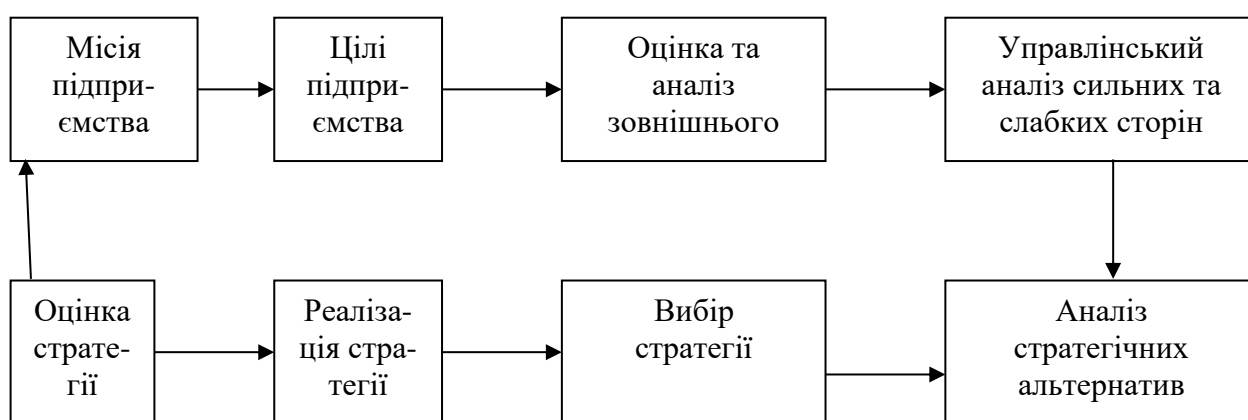 Місія
підпри-
ємства
Цілі
підпри-
ємства
Оцінка та
аналіз
зовнішнього
Управлінський
аналіз сильних та
слабких сторін
Оцінка
страте-
гії
Реаліза-
ція стра-
тегії
Вибір
стратегії
Аналіз
стратегічних
альтернатив